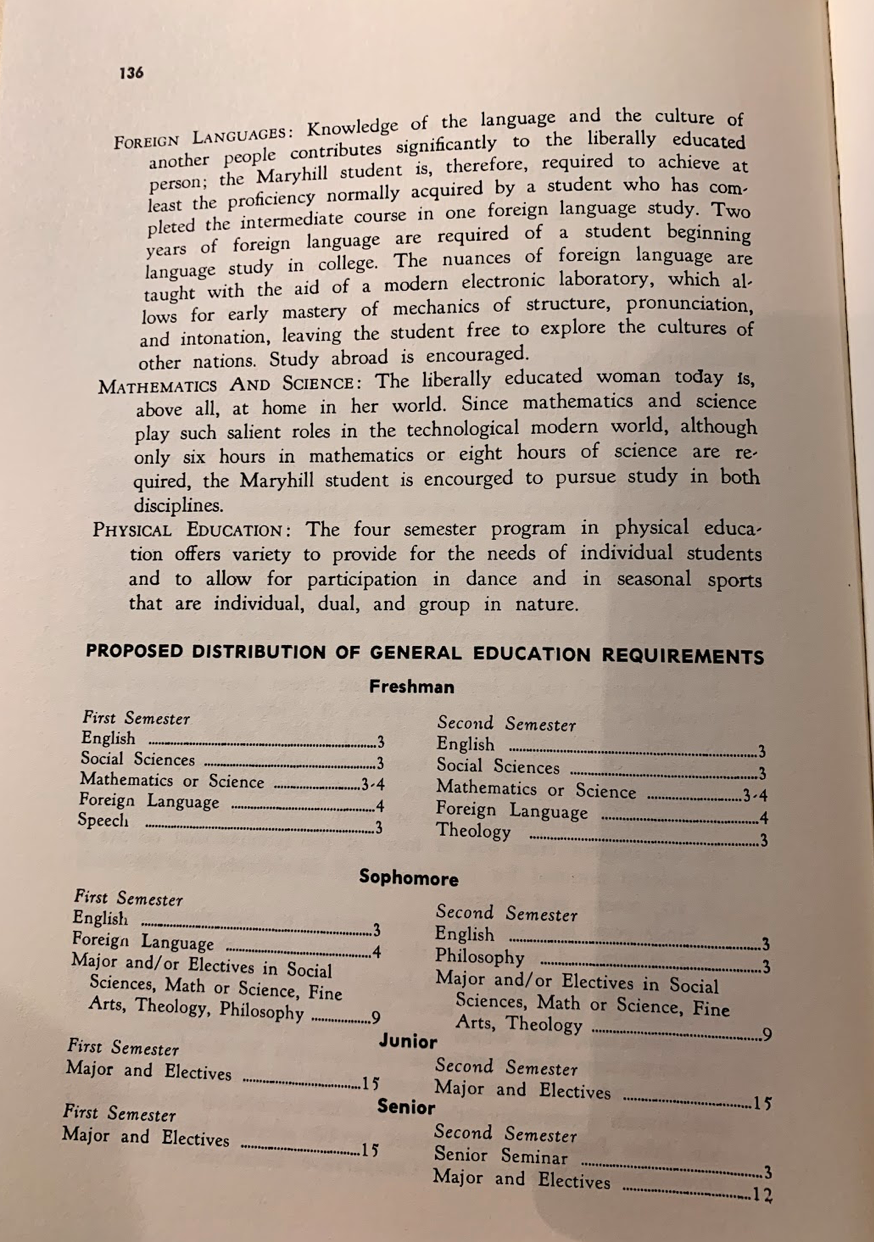 136
FOREIGN LANGUAGES: Knowledge of the language and the culture of
another people contributes significantly to the liberally educated
person; the Maryhill student is, therefore, required to achieve at
least the proficiency normally acquired by a student who has com-
pleted the intermediate course in one foreign language study. Two
years of foreign language are required of a student beginning
language study in college. The nuances of foreign language are
taught with the aid of a modern electronic laboratory, which al-
lows for early mastery of mechanics of structure, pronunciation,
and intonation, leaving the student free to explore the cultures of
other nations. Study abroad is encouraged.
MATHEMATICS AND SCIENCE: The liberally educated woman today is,
above all, at home in her world. Since mathematics and science
play such salient roles in the technological modern world, although
only six hours in mathematics or eight hours of science are re-
quired, the Maryhill student is encourged to pursue study in both
disciplines.
PHYSICAL EDUCATION: The four semester program in physical educa-
tion offers variety to provide for the needs of individual students
and to allow for participation in dance and in seasonal sports
that are individual, dual, and group in nature.
PROPOSED DISTRIBUTION OF GENERAL EDUCATION REQUIREMENTS
Freshman
First Semester
English ........................3
Social Sciences ........................3
Mathematics or Science ........................3-4
Foreign Language ........................4
Speech ........................3
Second Semester
English ........................3
Social Sciences ........................3
Mathematics or Science ........................3-4
Foreign Language ........................4
Theology ........................3
Sophomore
First Semester
English ........................3
Foreign Language ........................4
Major and/or Electives in Social
Sciences, Math or Science, Fine
Arts, Theology, Philosophy ................9
Second Semester
English ........................3
Philosophy ........................3
Major and/or Electives in Social
Sciences, Math or Science, Fine
Arts, Theology ........................9
Junior
First Semester
Major and Electives ........................15
Second Semester
Major and Electives ........................15
Senior
First Semester
Major and Electives ........................15
Second Semester
Senior Seminar ........................3
Major and Electives ........................12